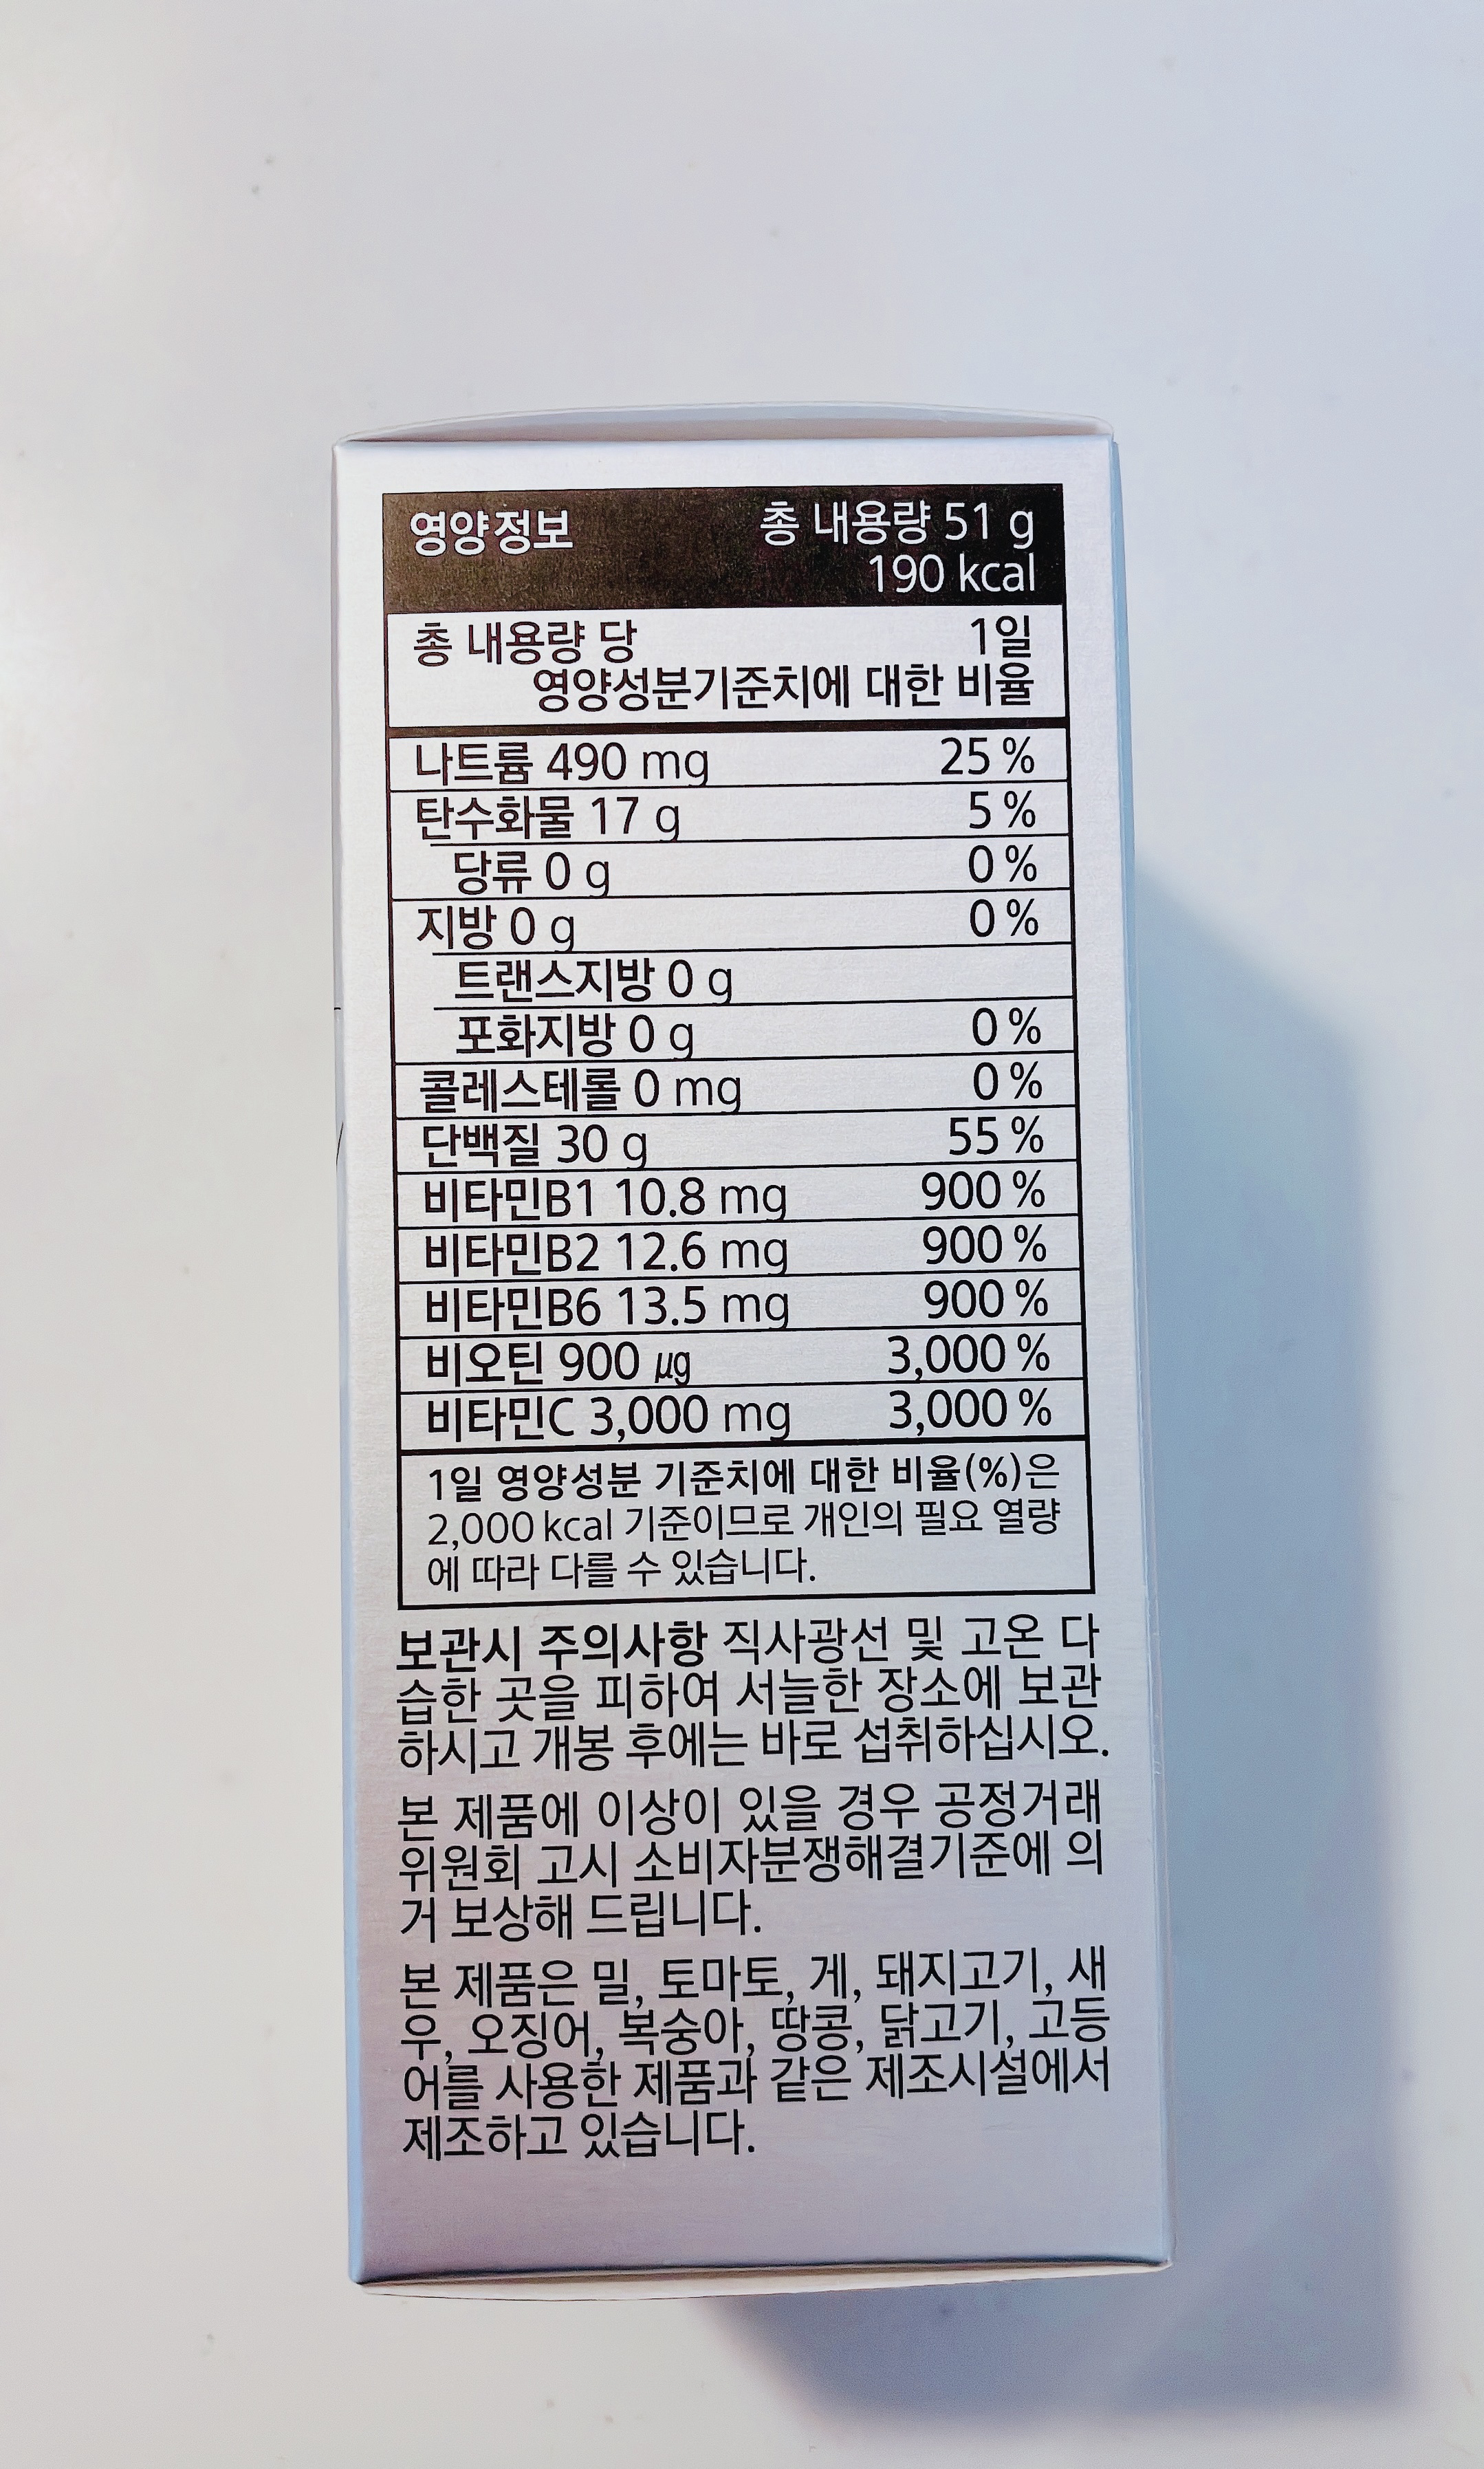 영양정보 총 내용량 51 g
190 kcal
총 내용량 당 1일
영양성분기준치에 대한 비율
나트륨 490 mg 25 %
탄수화물 17 g 5 %
당류 0 g 0 %
지방 0 g 0 %
트랜스지방 0 g
포화지방 0 g 0 %
콜레스테롤 0 mg 0 %
단백질 30 g 55 %
비타민B1 10.8 mg 900 %
비타민B2 12.6 mg 900 %
비타민B6 13.5 mg 900 %
비오틴 900 µg 3,000 %
비타민C 3,000 mg 3,000 %
1일 영양성분 기준치에 대한 비율(%)은
2,000 kcal 기준이므로 개인의 필요 열량
에 따라 다를 수 있습니다.
보관시 주의사항 직사광선 및 고온 다
습한 곳을 피하여 서늘한 장소에 보관
하시고 개봉 후에는 바로 섭취하십시오.
본 제품에 이상이 있을 경우 공정거래
위원회 고시 소비자분쟁해결기준에 의
거 보상해 드립니다.
본 제품은 밀, 토마토, 게, 돼지고기, 새
우, 오징어, 복숭아, 땅콩, 닭고기, 고등
어를 사용한 제품과 같은 제조시설에서
제조하고 있습니다.